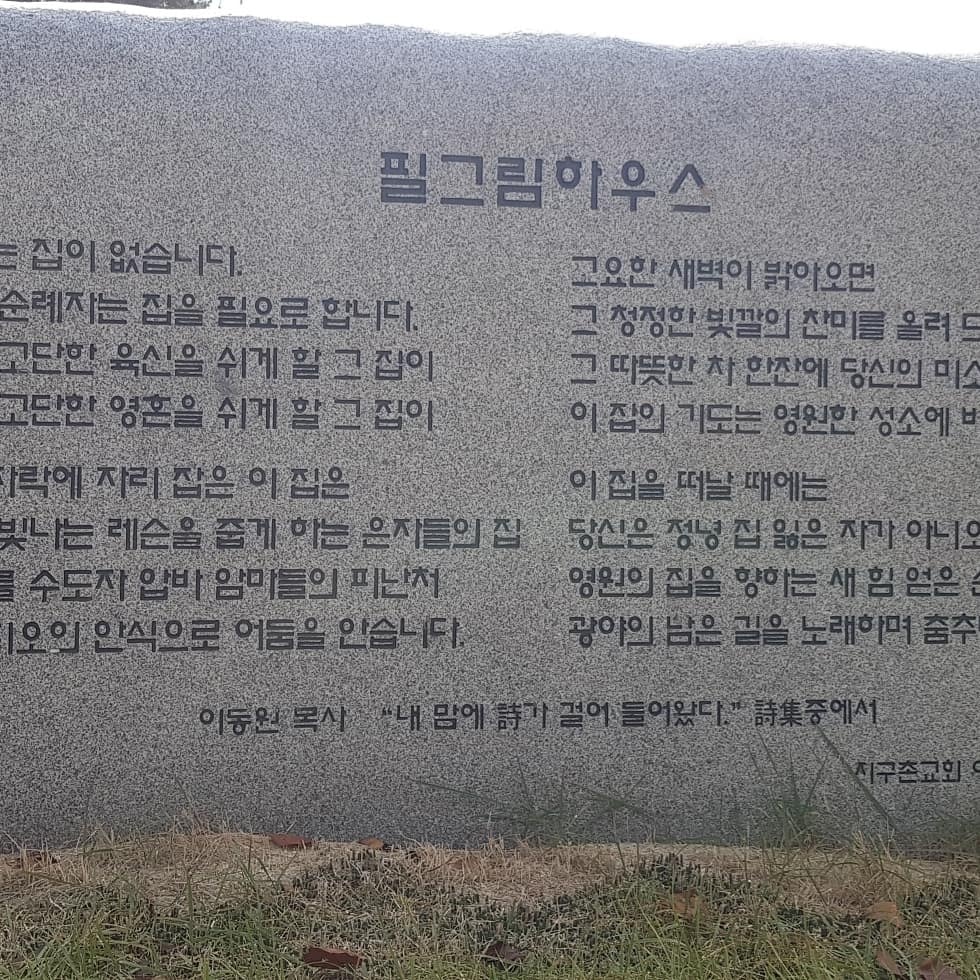 필그림하우스
는 집이 없습니다.
순례자는 집을 필요로 합니다.
고단한 육신을 쉬게 할 그 집이
고단한 영혼을 쉬게 할 그 집이
자락에 자리 잡은 이 집은
빛나는 레슨을 줍게 하는 은자들의 집
를 수도자 압바 암마들의 피난처
안식으로 어둠을 안습니다.
고요한 새벽이 밝아오면
그 청정한 빛깔의 찬미를 올려
그 따뜻한 차 한잔에 당신의
이 집의 기도는 영원한 성소에
이 집을 떠날 때에는
당신은 정녕 집 잃은 자가
영원의 집을 향하는 새 힘 얻은
광야의 남은 길을 노래하며
이동원 목사 “내 맘에 詩가 걸어 들어왔다.” 詩集중에서
지구촌교회